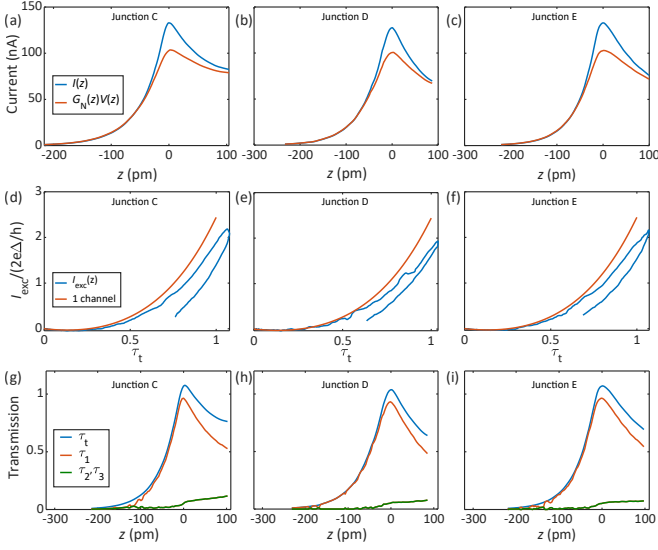 Junction C
Junction D
Junction E
(a)
(b)
(c)
Current (nA)
150
100
50
0
I(z)
G_N(z)V(z)
-200 -100 0 100
-300 -200 -100 0 100
-300 -200 -100 0 100
z (pm)
z (pm)
z (pm)
(d)
(e)
(f)
Junction C
Junction D
Junction E
I_exc/(2eΔ/h)
3
2
1
0
I_exc(z)
1 channel
0 0.5 1
0 0.5 1
0 0.5 1
τ_t
τ_t
τ_t
(g)
(h)
(i)
Junction C
Junction D
Junction E
Transmission
1
0.5
0
τ_t
τ_1
τ_2,τ_3
-300 -200 -100 0 100
-300 -200 -100 0 100
-300 -200 -100 0 100
z (pm)
z (pm)
z (pm)